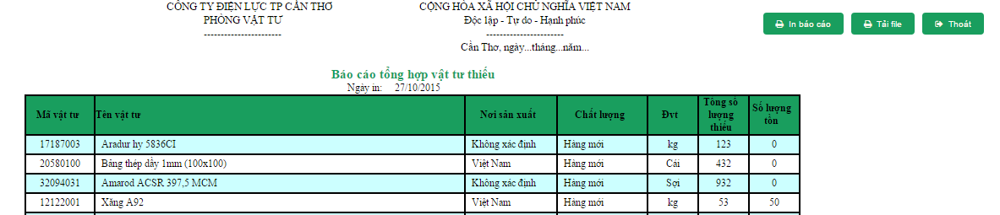 CÔNG TY ĐIỆN LỰC TP CẦN THƠ CỘNG HÒA XÃ HỘI CHỦ NGHĨA VIỆT NAM
PHÒNG VẬT TƯ Độc lập - Tự do - Hạnh phúc
In báo cáo Tải file Thoát
----------------------- -----------------------
Cần Thơ, ngày...tháng...năm...
Báo cáo tổng hợp vật tư thiếu
Ngày in: 27/10/2015
Mã vật tư Tên vật tư Nơi sản xuất Chất lượng Đvt Tổng số lượng thiếu Số lượng tồn
17187003 Aradur hy 5836CI Không xác định Hàng mới kg 123 0
20580100 Bảng thép dầy 1mm (100x100) Việt Nam Hàng mới Cái 432 0
32094031 Amarod ACSR 397,5 MCM Không xác định Hàng mới Sợi 932 0
12122001 Xăng A92 Việt Nam Hàng mới kg 53 50